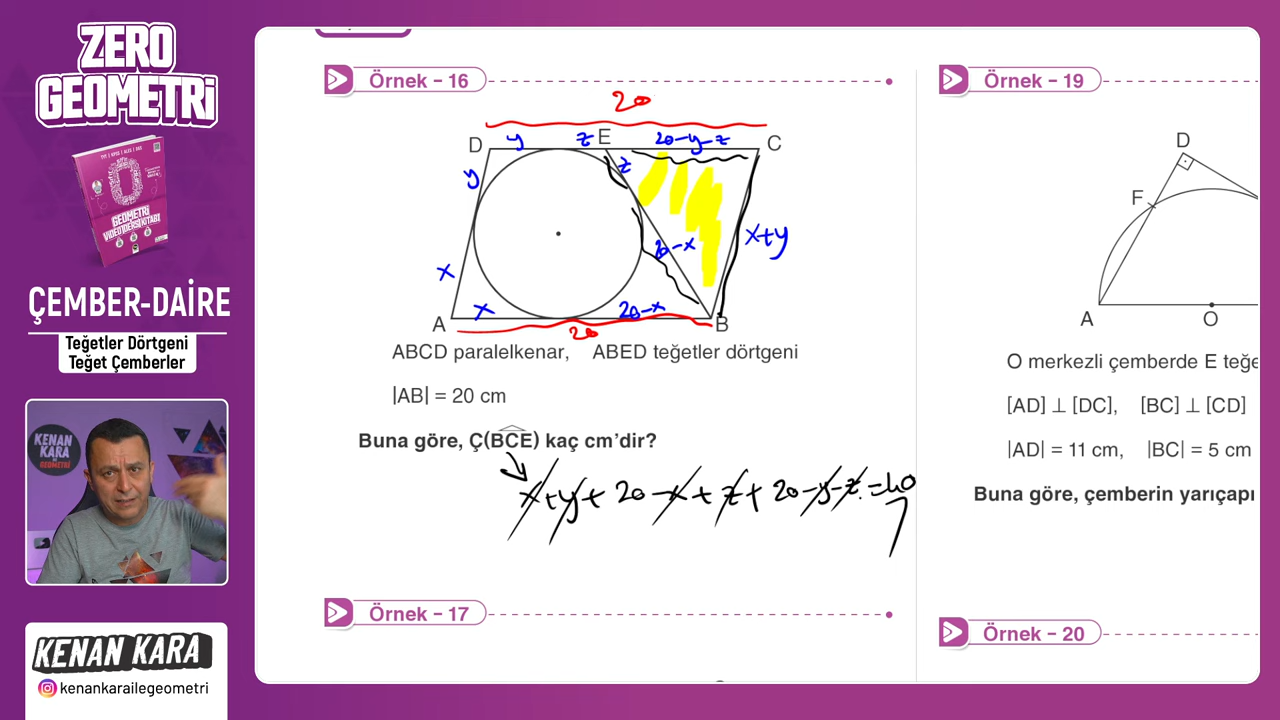 ZERO
GEOMETRİ
GEOMETRİ
VİDEO DERS KİTABI
ÇEMBER-DAİRE
Teğetler Dörtgeni
Teğet Çemberler
KENAN
KARA
ile GEOMETRİ
KENAN KARA
kenankarailegeometri
Örnek - 16
20
D y z E 20-y-z C
y z
x 20-x x+y
A x 20-x B
20
ABCD paralelkenar, ABED teğetler dörtgeni
|AB| = 20 cm
Buna göre, Ç(BCE) kaç cm'dir?
x+y+20-x+z+20-y-z=40
Örnek - 17
Örnek - 19
D
F
A O
O merkezli çemberde E teğe
[AD] ⊥ [DC], [BC] ⊥ [CD]
|AD| = 11 cm, |BC| = 5 cm
Buna göre, çemberin yarıçapı
Örnek - 20